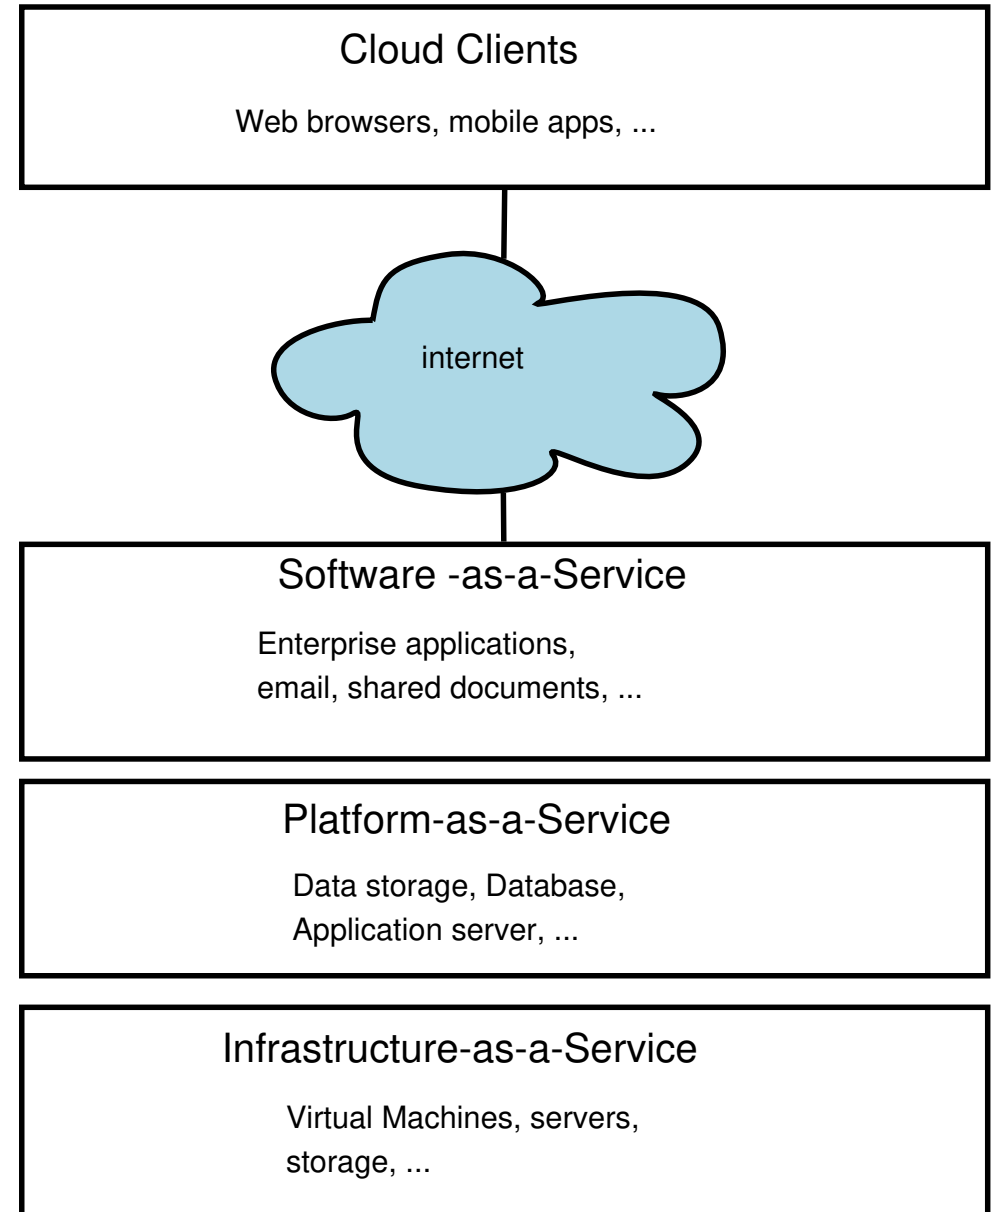 Cloud Clients
Web browsers, mobile apps, ...
internet
Software -as-a-Service
Enterprise applications,
email, shared documents, ...
Platform-as-a-Service
Data storage, Database,
Application server, ...
Infrastructure-as-a-Service
Virtual Machines, servers,
storage, ...